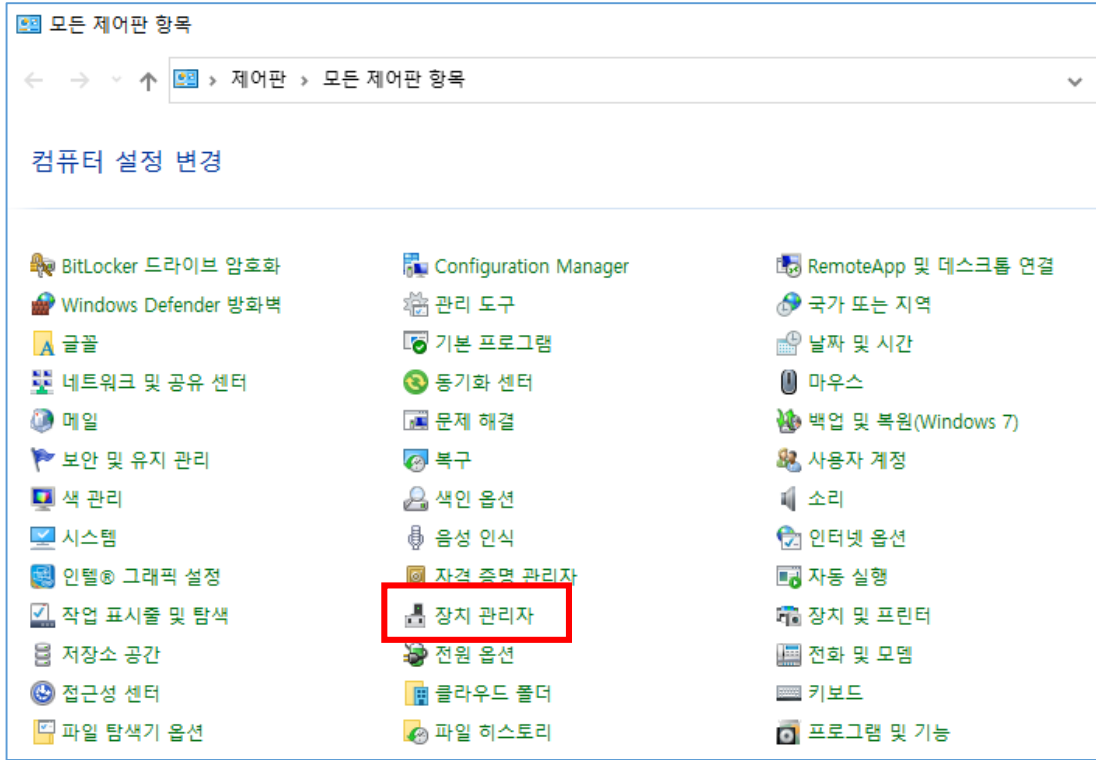 모든 제어판 항목
제어판 › 모든 제어판 항목
컴퓨터 설정 변경
BitLocker 드라이브 암호화 Configuration Manager RemoteApp 및 데스크톱 연결
Windows Defender 방화벽 관리 도구 국가 또는 지역
글꼴 기본 프로그램 날짜 및 시간
네트워크 및 공유 센터 동기화 센터 마우스
메일 문제 해결 백업 및 복원(Windows 7)
보안 및 유지 관리 복구 사용자 계정
색 관리 색인 옵션 소리
시스템 음성 인식 인터넷 옵션
인텔® 그래픽 설정 자격 증명 관리자 자동 실행
작업 표시줄 및 탐색 장치 관리자 장치 및 프린터
저장소 공간 전원 옵션 전화 및 모뎀
접근성 센터 클라우드 폴더 키보드
파일 탐색기 옵션 파일 히스토리 프로그램 및 기능